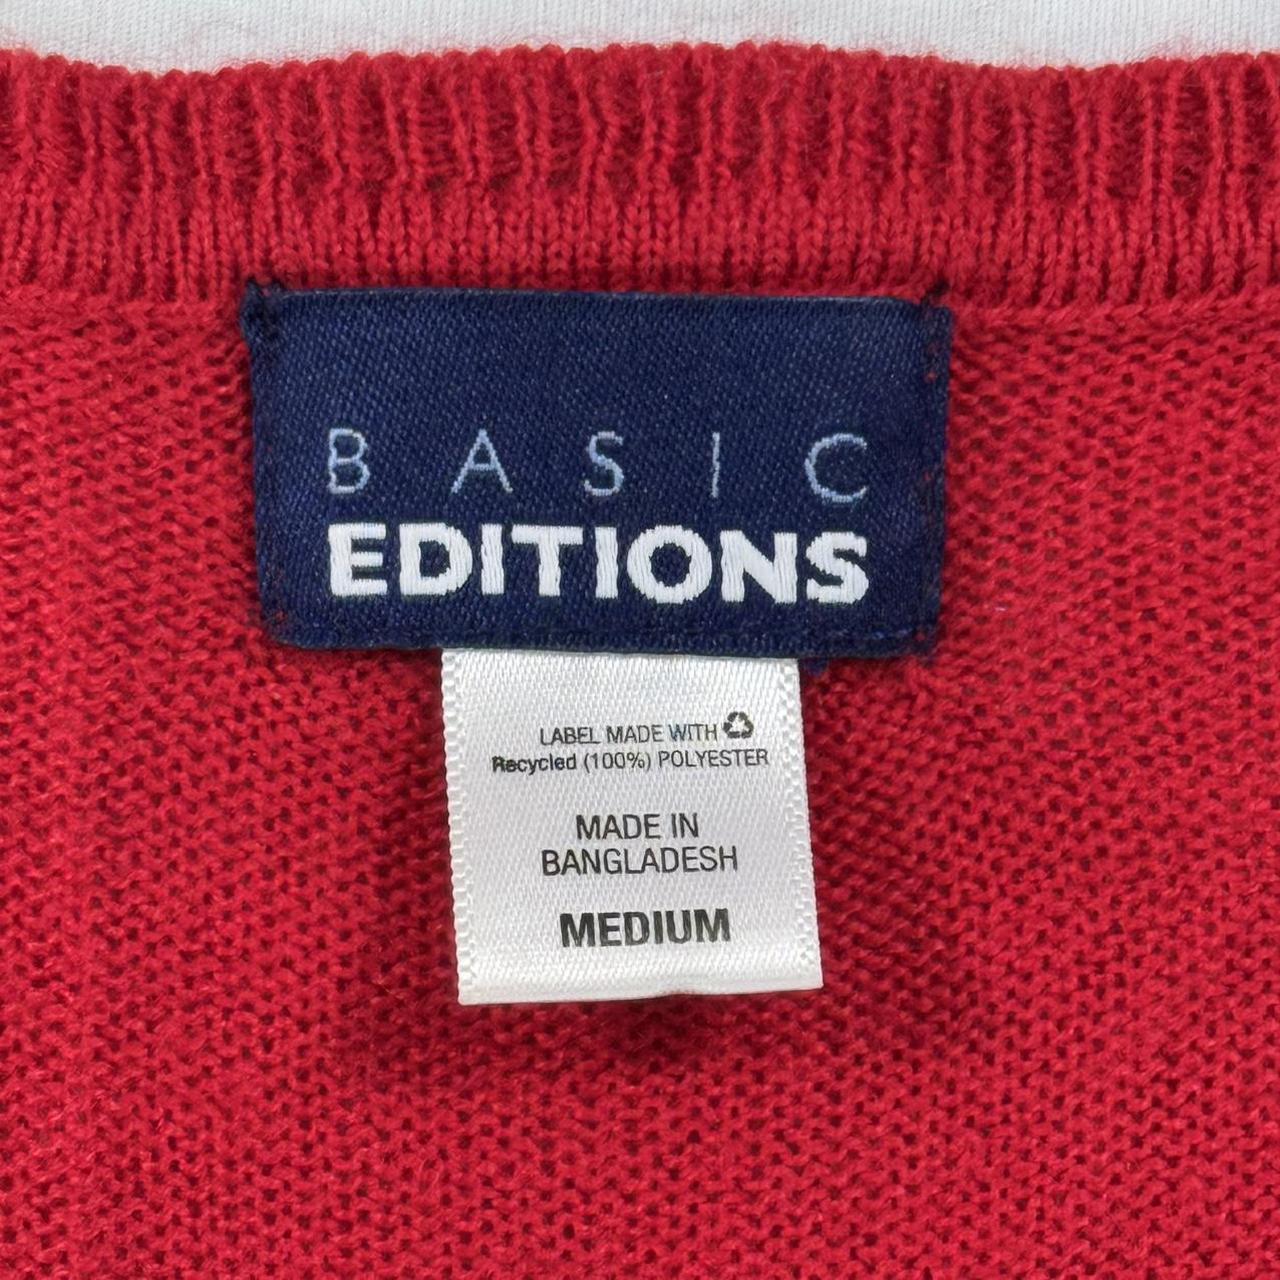 BASIC
EDITIONS
LABEL MADE WITH
Recycled (100%) POLYESTER
MADE IN
BANGLADESH
MEDIUM